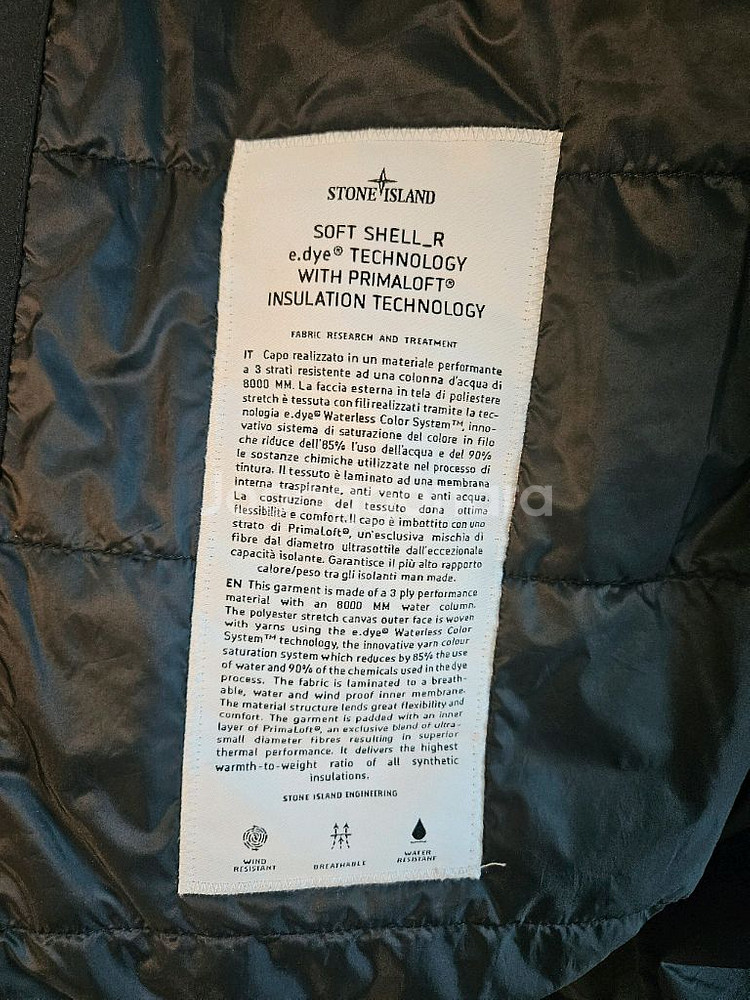 STONE ISLAND
SOFT SHELL_R
e.dye® TECHNOLOGY
WITH PRIMALOFT®
INSULATION TECHNOLOGY
FABRIC RESEARCH AND TREATMENT
IT Capo realizzato in un materiale performante
a 3 strati resistente ad una colonna d'acqua di
8000 MM. La faccia esterna in tela di poliestere
stretch è tessuta con fili realizzati tramite la tec-
nologia e.dye® Waterless Color System™, inno-
vativo sistema di saturazione del colore in filo
che riduce dell'85% l'uso dell'acqua e del 90%
le sostanze chimiche utilizzate nel processo di
tintura. Il tessuto è laminato ad una membrana
interna traspirante, anti vento e anti acqua.
La costruzione del tessuto dona ottima
flessibilità e comfort. Il capo è imbottito con uno
strato di PrimaLoft®, un'esclusiva mischia di
fibre dal diametro ultrasottile dall'eccezionale
capacità isolante. Garantisce il più alto rapporto
calore/peso tra gli isolanti man made.
EN This garment is made of a 3 ply performance
material with an 8000 MM water column.
The polyester stretch canvas outer face is woven
with yarns using the e.dye® Waterless Color
System™ technology, the innovative yarn colour
saturation system which reduces by 85% the use
of water and 90% of the chemicals used in the dye
process. The fabric is laminated to a breath-
able, water and wind proof inner membrane.
The material structure lends great flexibility and
comfort. The garment is padded with an inner
layer of PrimaLoft®, an exclusive blend of ultra-
small diameter fibres resulting in superior
thermal performance. It delivers the highest
warmth-to-weight ratio of all synthetic
insulations.
STONE ISLAND ENGINEERING
WIND
RESISTANT
BREATHABLE
WATER
RESISTANT